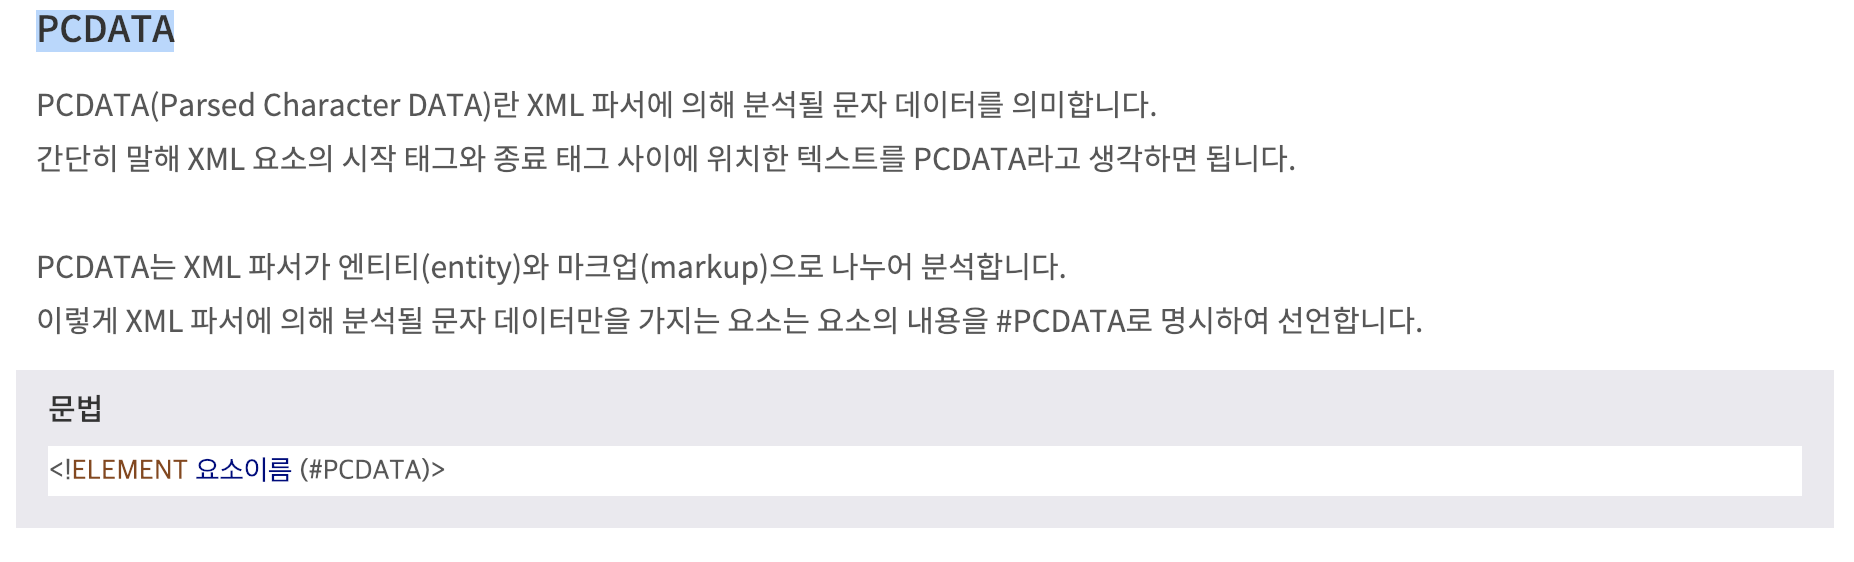 PCDATA
PCDATA(Parsed Character DATA)란 XML 파서에 의해 분석될 문자 데이터를 의미합니다.
간단히 말해 XML 요소의 시작 태그와 종료 태그 사이에 위치한 텍스트를 PCDATA라고 생각하면 됩니다.
PCDATA는 XML 파서가 엔티티(entity)와 마크업(markup)으로 나누어 분석합니다.
이렇게 XML 파서에 의해 분석될 문자 데이터만을 가지는 요소는 요소의 내용을 #PCDATA로 명시하여 선언합니다.
문법
<!ELEMENT 요소이름 (#PCDATA)>